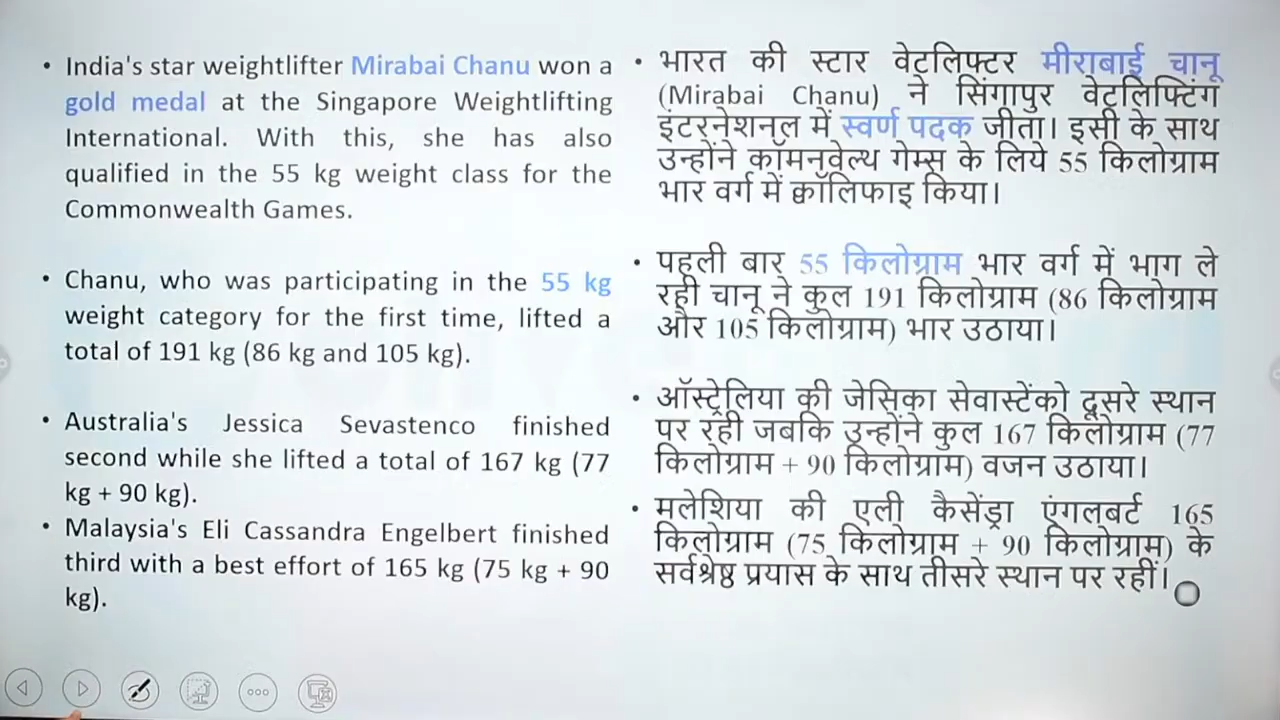 • India's star weightlifter Mirabai Chanu won a
gold medal at the Singapore Weightlifting
International. With this, she has also
qualified in the 55 kg weight class for the
Commonwealth Games.
• Chanu, who was participating in the 55 kg
weight category for the first time, lifted a
total of 191 kg (86 kg and 105 kg).
• Australia's Jessica Sevastenco finished
second while she lifted a total of 167 kg (77
kg + 90 kg).
• Malaysia's Eli Cassandra Engelbert finished
third with a best effort of 165 kg (75 kg + 90
kg).
• भारत की स्टार वेटलिफ्टर मीराबाई चानू
(Mirabai Chanu) ने सिंगापुर वेटलिफ्टिंग
इंटरनेशनल में स्वर्ण पदक जीता। इसी के साथ
उन्होंने कॉमनवेल्थ गेम्स के लिये 55 किलोग्राम
भार वर्ग में क्वॉलिफाइ किया।
• पहली बार 55 किलोग्राम भार वर्ग में भाग ले
रही चानू ने कुल 191 किलोग्राम (86 किलोग्राम
और 105 किलोग्राम) भार उठाया।
• ऑस्ट्रेलिया की जेसिका सेवास्टेंको दूसरे स्थान
पर रही जबकि उन्होंने कुल 167 किलोग्राम (77
किलोग्राम + 90 किलोग्राम) वजन उठाया।
• मलेशिया की एली कैसेंड्रा एंगलबर्ट 165
किलोग्राम (75 किलोग्राम + 90 किलोग्राम) के
सर्वश्रेष्ठ प्रयास के साथ तीसरे स्थान पर रहीं।